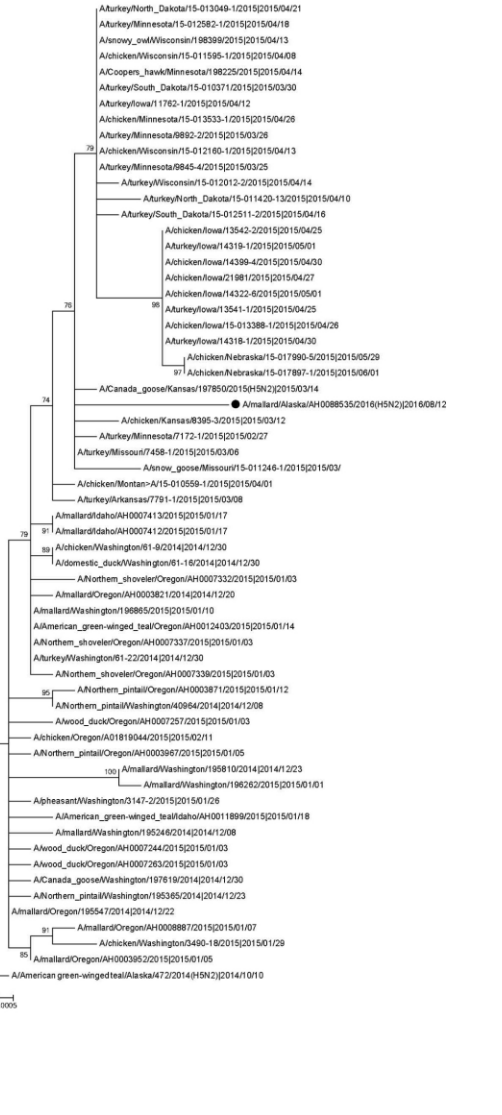 A/turkey/North_Dakota/15-013049-1/2015|2015/04/21
A/turkey/Minnesota/15-012582-1/2015|2015/04/18
A/snowy_owl/Wisconsin/198399/2015|2015/04/13
A/chicken/Wisconsin/15-011595-1/2015|2015/04/08
A/Coopers_hawk/Minnesota/198225/2015|2015/04/14
A/turkey/South_Dakota/15-010371/2015|2015/03/30
A/turkey/Iowa/11762-1/2015|2015/04/12
A/chicken/Minnesota/15-013533-1/2015|2015/04/26
A/turkey/Minnesota/9892-2/2015|2015/03/26
79
A/chicken/Wisconsin/15-012160-1/2015|2015/04/13
A/turkey/Minnesota/9845-4/2015|2015/03/25
A/turkey/Wisconsin/15-012012-2/2015|2015/04/14
A/turkey/North_Dakota/15-011420-13/2015|2015/04/10
A/turkey/South_Dakota/15-012511-2/2015|2015/04/16
A/chicken/Iowa/13542-2/2015|2015/04/25
A/turkey/Iowa/14319-1/2015|2015/05/01
A/chicken/Iowa/14399-4/2015|2015/04/30
A/chicken/Iowa/21981/2015|2015/04/27
A/chicken/Iowa/14322-6/2015|2015/05/01
98
76
A/turkey/Iowa/13541-1/2015|2015/04/25
A/chicken/Iowa/15-013388-1/2015|2015/04/26
A/turkey/Iowa/14318-1/2015|2015/04/30
A/chicken/Nebraska/15-017990-5/2015|2015/05/29
97
A/chicken/Nebraska/15-017897-1/2015|2015/06/01
A/Canada_goose/Kansas/197850/2015(H5N2)|2015/03/14
74
A/mallard/Alaska/AH0088535/2016(H5N2)|2016/08/12
A/chicken/Kansas/8395-3/2015|2015/03/12
A/turkey/Minnesota/7172-1/2015|2015/02/27
A/turkey/Missouri/7458-1/2015|2015/03/06
A/snow_goose/Missouri/15-011246-1/2015|2015/03/
A/chicken/Montan>A/15-010559-1/2015|2015/04/01
A/turkey/Arkansas/7791-1/2015|2015/03/08
A/mallard/Idaho/AH0007413/2015|2015/01/17
91
79
A/mallard/Idaho/AH0007412/2015|2015/01/17
A/chicken/Washington/61-9/2014|2014/12/30
89
A/domestic_duck/Washington/61-16/2014|2014/12/30
A/Northern_shoveler/Oregon/AH0007332/2015|2015/01/03
A/mallard/Oregon/AH0003821/2014|2014/12/20
A/mallard/Washington/196865/2015|2015/01/10
A/American_green-winged_teal/Oregon/AH0012403/2015|2015/01/14
A/Northern_shoveler/Oregon/AH0007337/2015|2015/01/03
A/turkey/Washington/61-22/2014|2014/12/30
A/Northern_shoveler/Oregon/AH0007339/2015|2015/01/03
A/Northern_pintail/Oregon/AH0003871/2015|2015/01/12
95
A/Northern_pintail/Washington/40964/2014|2014/12/08
A/wood_duck/Oregon/AH0007257/2015|2015/01/03
A/chicken/Oregon/A01819044/2015|2015/02/11
A/Northern_pintail/Oregon/AH0003967/2015|2015/01/05
A/mallard/Washington/195810/2014|2014/12/23
100
A/mallard/Washington/196262/2015|2015/01/01
A/pheasant/Washington/3147-2/2015|2015/01/26
A/American_green-winged_teal/Idaho/AH0011899/2015|2015/01/18
A/mallard/Washington/195246/2014|2014/12/08
A/wood_duck/Oregon/AH0007244/2015|2015/01/03
A/wood_duck/Oregon/AH0007263/2015|2015/01/03
A/Canada_goose/Washington/197619/2014|2014/12/30
A/Northern_pintail/Washington/195365/2014|2014/12/23
A/mallard/Oregon/195547/2014|2014/12/22
A/mallard/Oregon/AH0008887/2015|2015/01/07
91
A/chicken/Washington/3490-18/2015|2015/01/29
85
A/mallard/Oregon/AH0003952/2015|2015/01/05
A/American green-wingedteal/Alaska/472/2014(H5N2)|2014/10/10
0005